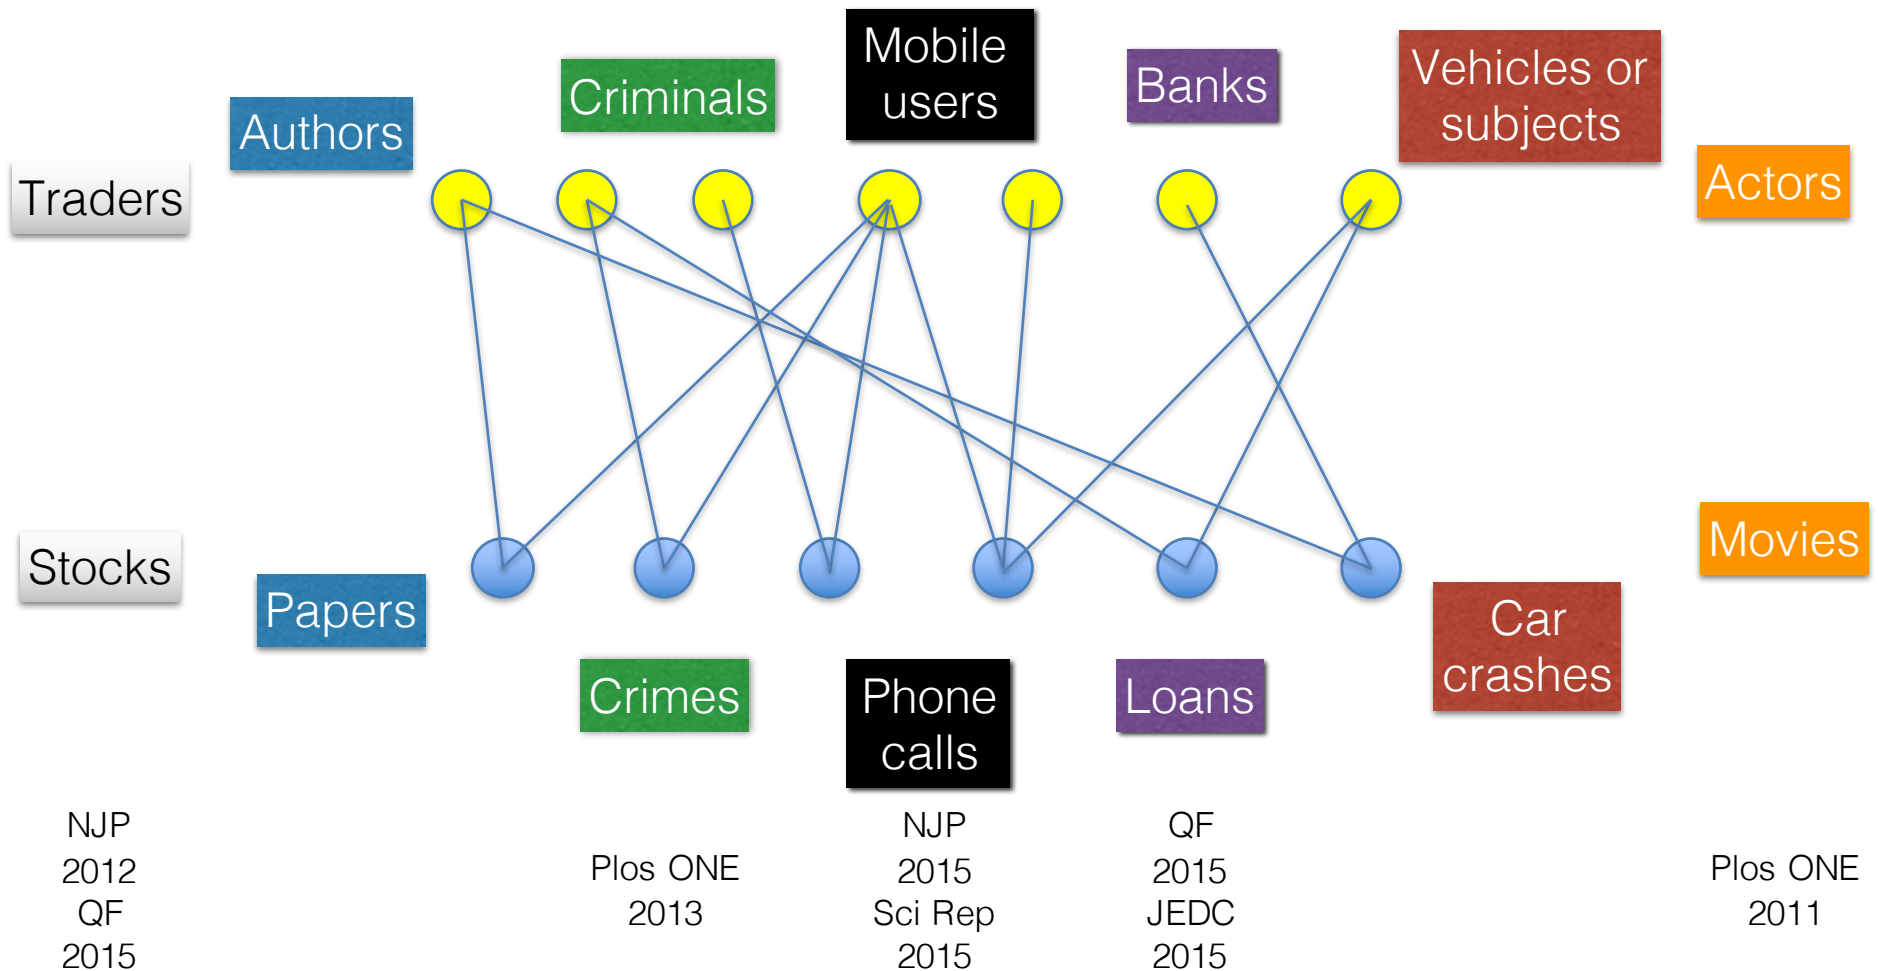 Traders
Authors
Criminals
Mobile
users
Banks
Vehicles or
subjects
Actors
Stocks
Papers
Crimes
Phone
calls
Loans
Car
crashes
Movies
NJP
2012
QF
2015
Plos ONE
2013
NJP
2015
Sci Rep
2015
QF
2015
JEDC
2015
Plos ONE
2011